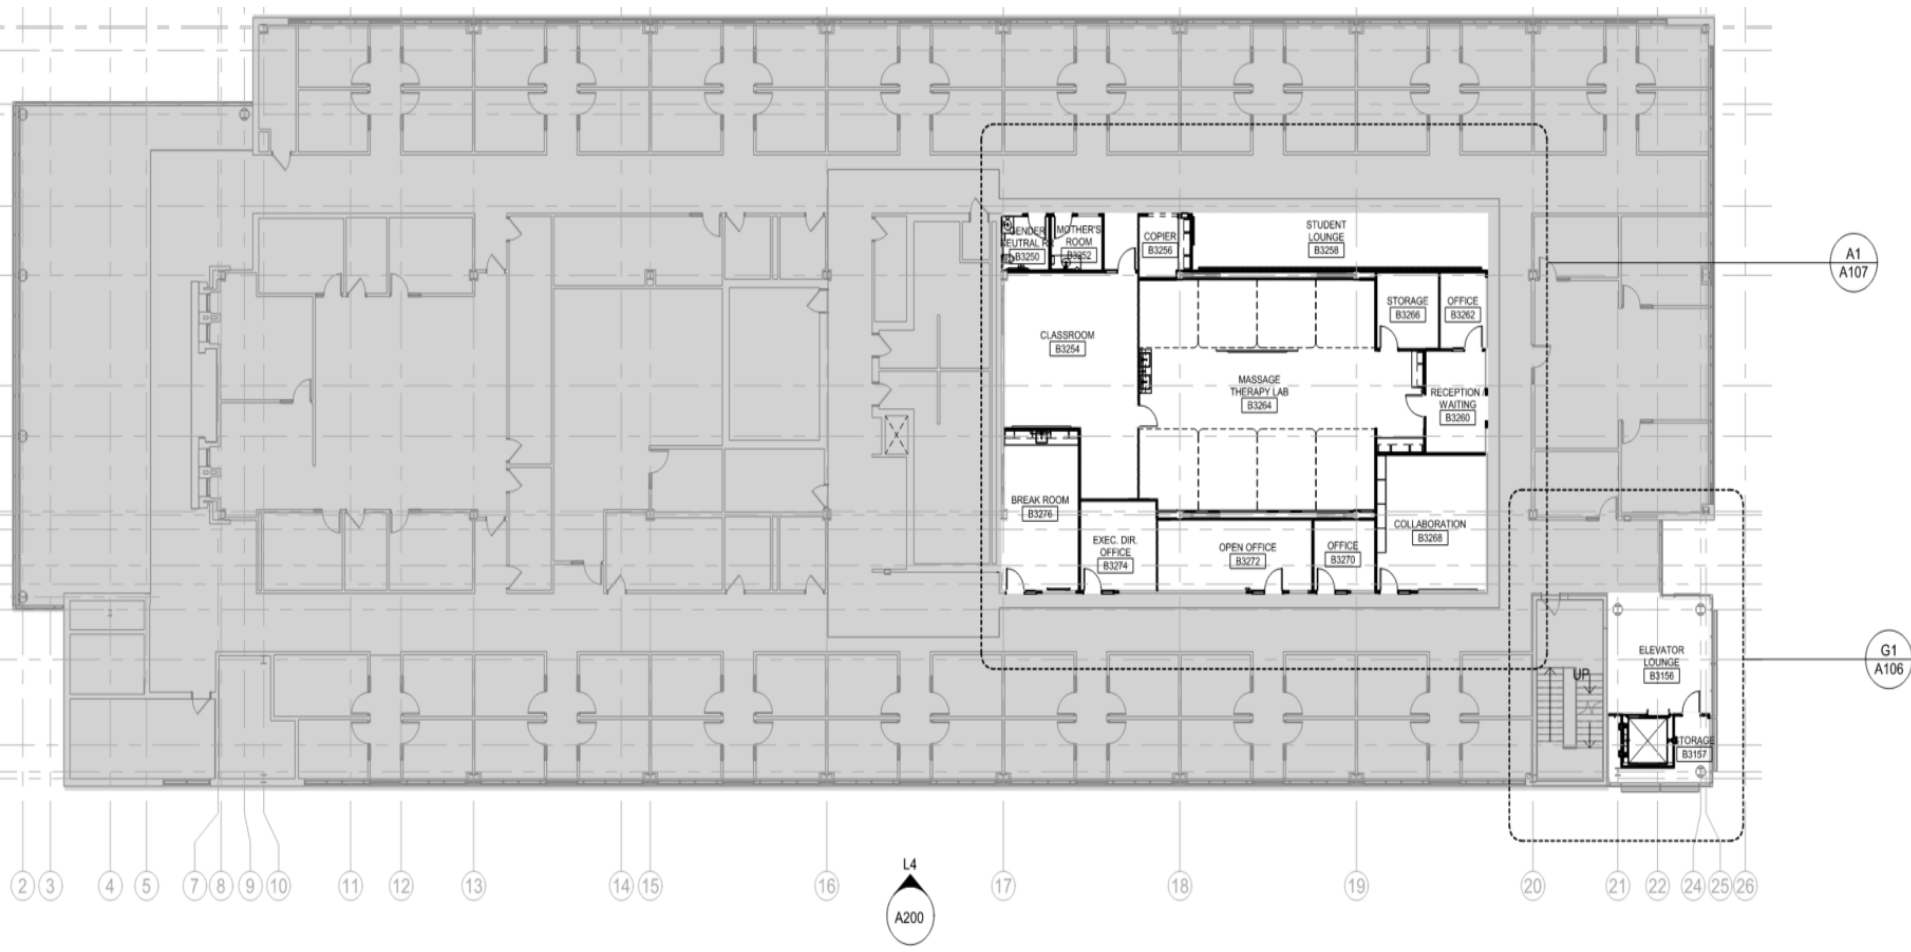 GENDER
NEUTRAL RR
B3250
MOTHER'S
ROOM
B3252
COPIER
B3256
STUDENT
LOUNGE
B3258
A1
A107
STORAGE
B3266
OFFICE
B3262
CLASSROOM
B3254
MASSAGE
THERAPY LAB
B3264
RECEPTION /
WAITING
B3260
BREAK ROOM
B3276
EXEC. DIR.
OFFICE
B3274
OPEN OFFICE
B3272
OFFICE
B3270
COLLABORATION
B3268
ELEVATOR
LOUNGE
B3156
G1
A106
UP
STORAGE
B3157
L4
A200
2 3 4 5 7 8 9 10 11 12 13 14 15 16 17 18 19 20 21 22 24 25 26